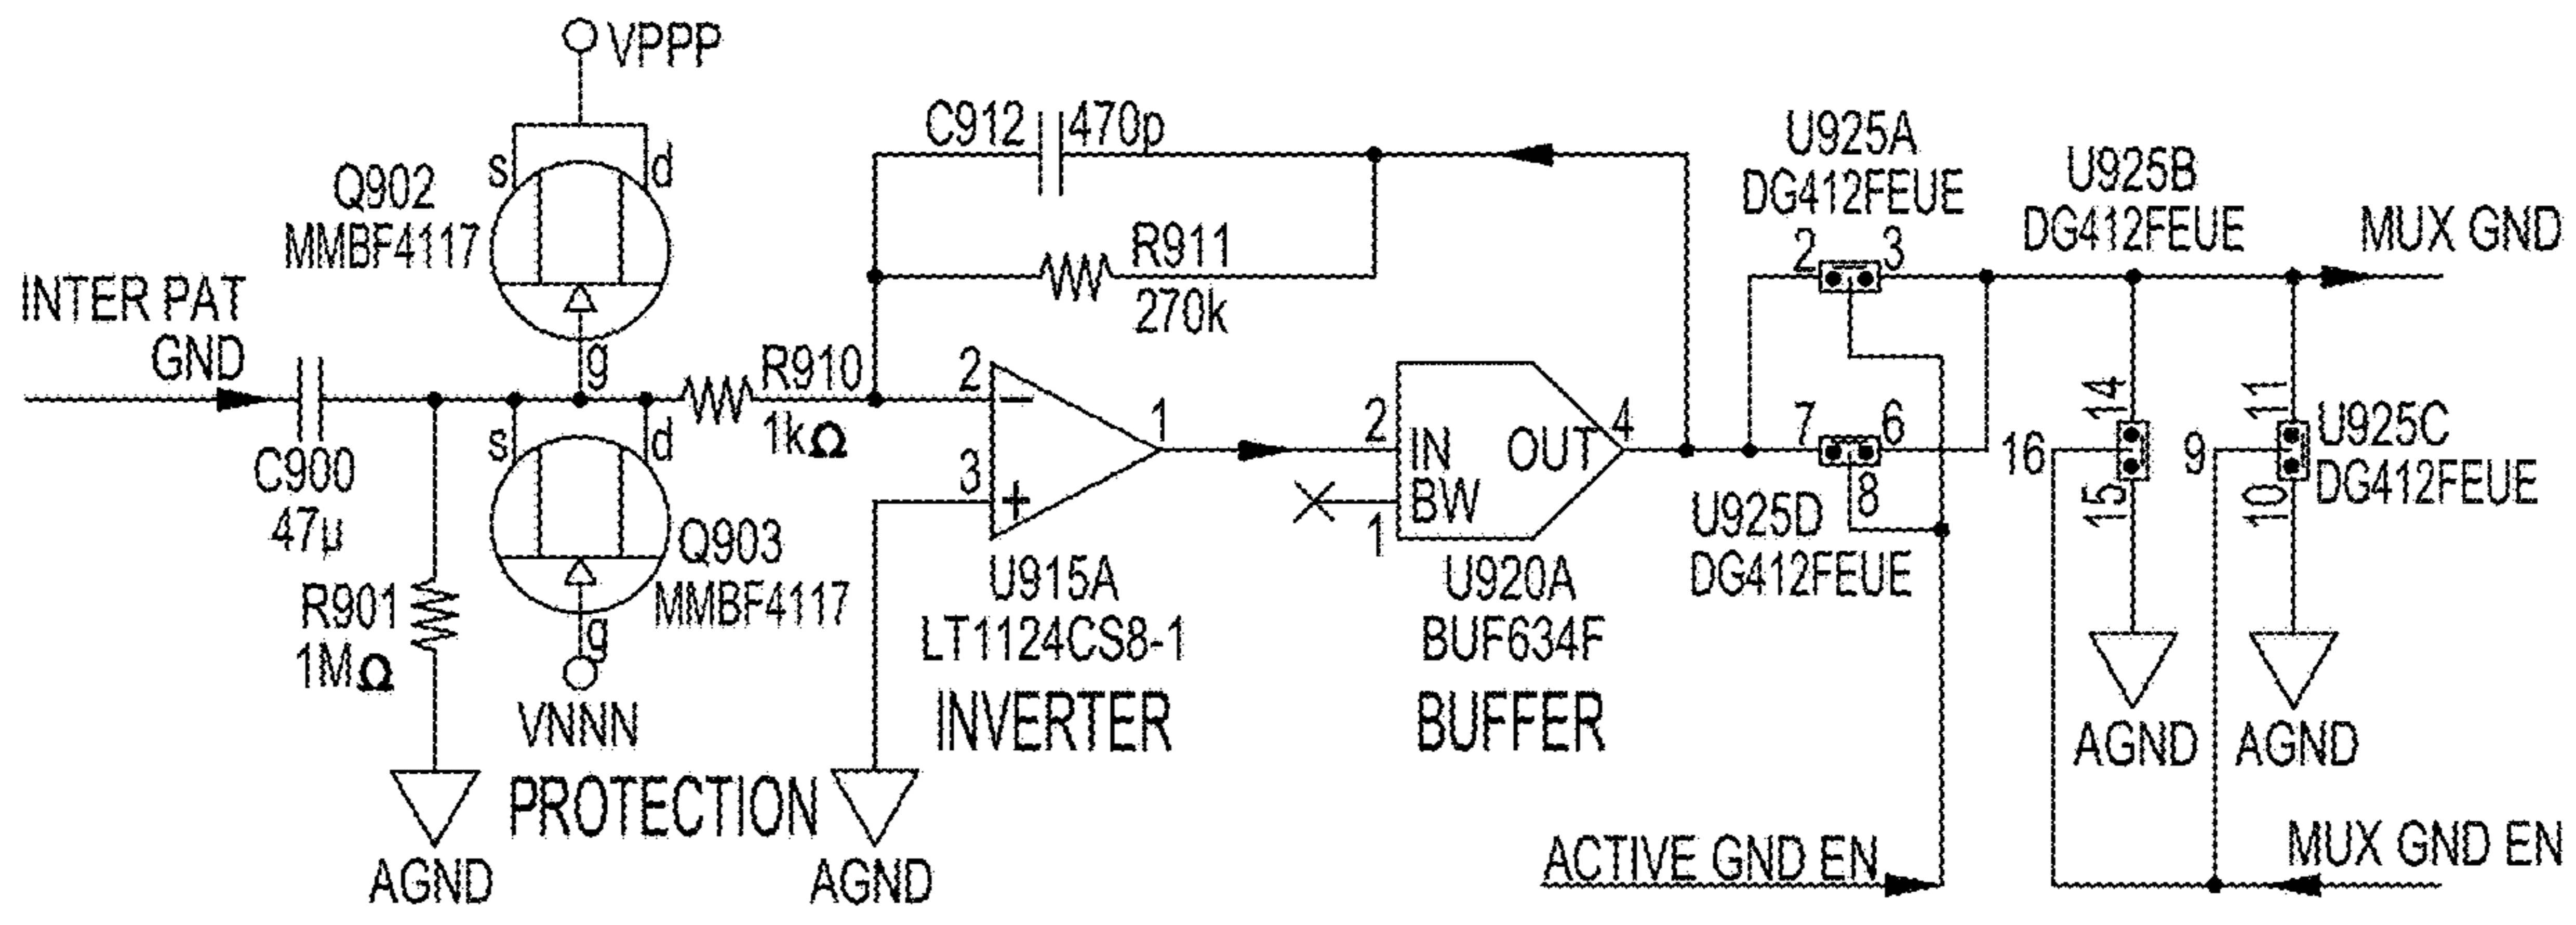 VPPP
s
d
Q902
MMBF4117
g
INTER PAT
GND
C900
47μ
R901
1MΩ
AGND
s
d
Q903
MMBF4117
g
VNNN
PROTECTION
R910
1kΩ
C912
470p
R911
270k
2
3
1
−
+
U915A
LT1124CS8-1
INVERTER
AGND
2
1
IN
BW
OUT
4
U920A
BUF634F
BUFFER
U925A
DG412FEUE
2
3
7
6
8
U925D
DG412FEUE
ACTIVE GND EN
U925B
DG412FEUE
MUX GND
14
16
15
AGND
11
9
10
U925C
DG412FEUE
AGND
MUX GND EN